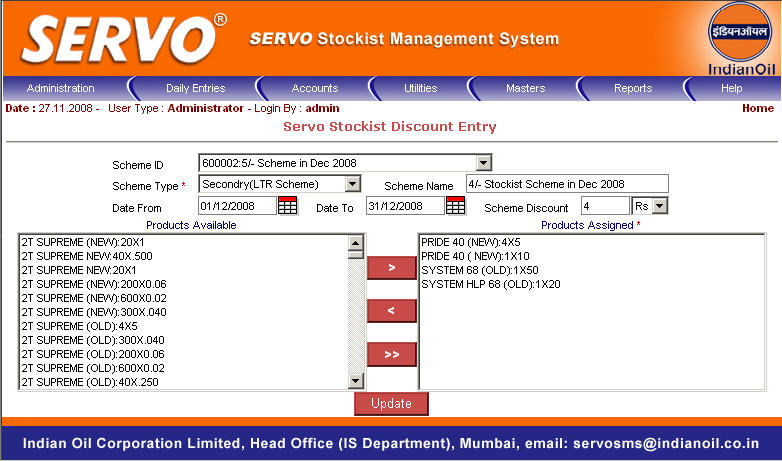 SERVO®
SERVO Stockist Management System
इंडियनऑयल
IndianOil
Administration Daily Entries Accounts Utilities Masters Reports Help
Date : 27.11.2008 - User Type : Administrator - Login By : admin Home
Servo Stockist Discount Entry
Scheme ID 600002:5/- Scheme in Dec 2008
Scheme Type * Secondry(LTR Scheme) Scheme Name 4/- Stockist Scheme in Dec 2008
Date From 01/12/2008 Date To 31/12/2008 Scheme Discount 4 Rs
Products Available Products Assigned *
2T SUPREME (NEW):20X1
2T SUPREME NEW:40X.500
2T SUPREME NEW:20X1
2T SUPREME (NEW):200X0.06
2T SUPREME (NEW):600X0.02
2T SUPREME (NEW):300X.040
2T SUPREME (OLD):4X5
2T SUPREME (OLD):300X.040
2T SUPREME (OLD):200X0.06
2T SUPREME (OLD):600X0.02
2T SUPREME (OLD):40X.250
>
<
>>
PRIDE 40 (NEW):4X5
PRIDE 40 ( NEW):1X10
SYSTEM 68 (OLD):1X50
SYSTEM HLP 68 (OLD):1X20
Update
Indian Oil Corporation Limited, Head Office (IS Department), Mumbai, email: servosms@indianoil.co.in